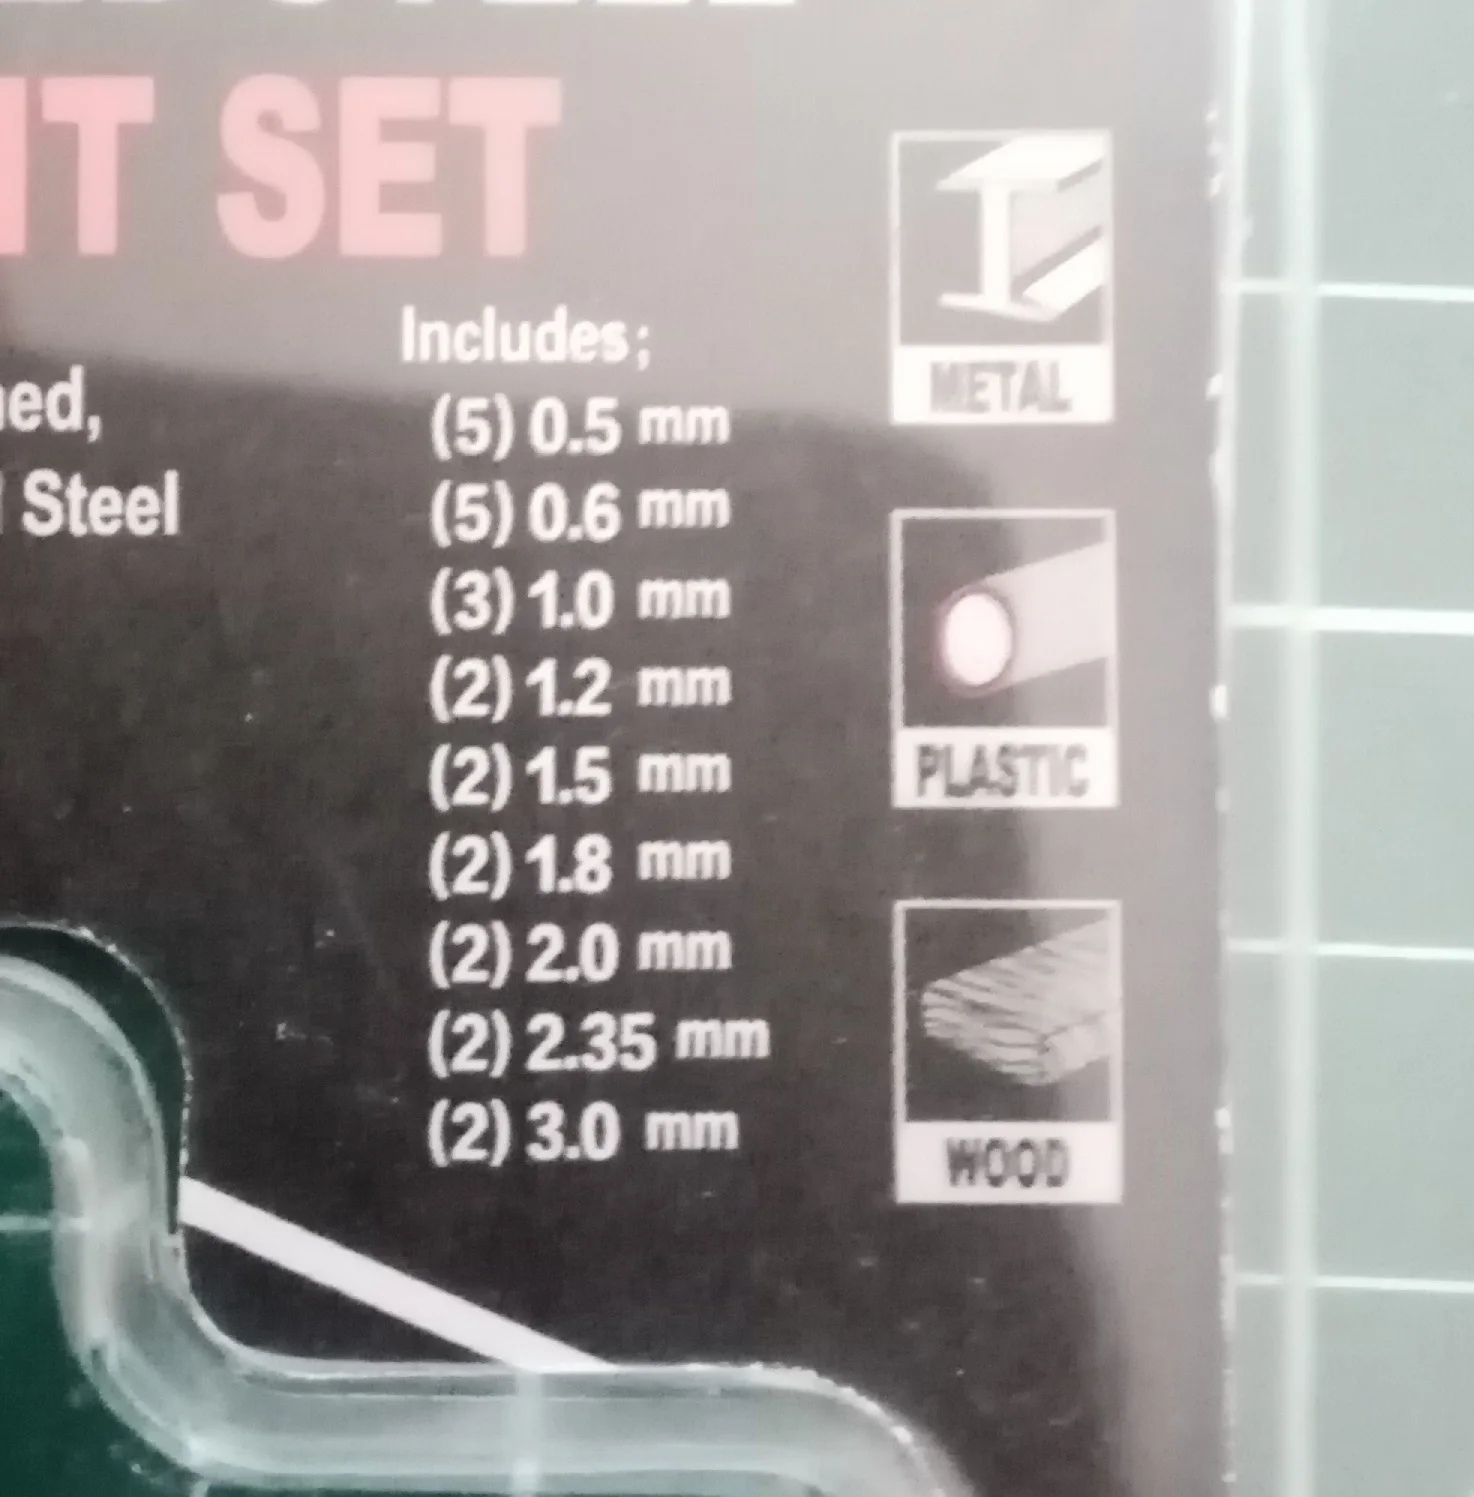 STEEL
IT SET
Includes;
ned,
(5) 0.5 mm
Steel
(5) 0.6 mm
(3) 1.0 mm
(2) 1.2 mm
(2) 1.5 mm
(2) 1.8 mm
(2) 2.0 mm
(2) 2.35 mm
(2) 3.0 mm
METAL
PLASTIC
WOOD